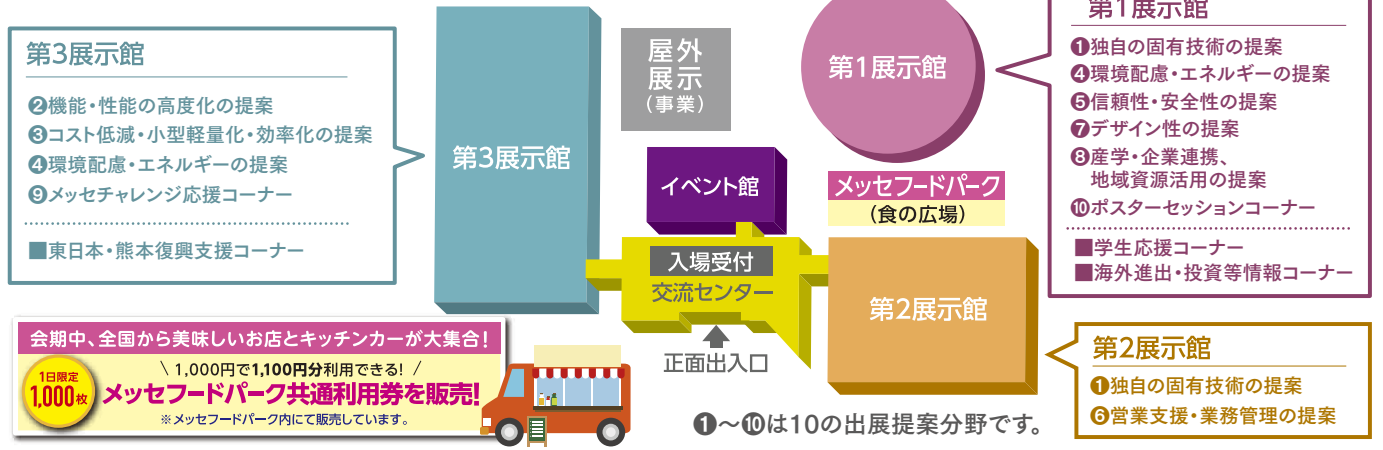 第3展示館
❷機能・性能の高度化の提案
❸コスト低減・小型軽量化・効率化の提案
❹環境配慮・エネルギーの提案
❾メッセチャレンジ応援コーナー
■東日本・熊本復興支援コーナー
第3展示館
屋外
展示
(事業)
イベント館
入場受付
交流センター
正面出入口
第1展示館
メッセフードパーク
(食の広場)
第2展示館
第1展示館
❶独自の固有技術の提案
❹環境配慮・エネルギーの提案
❺信頼性・安全性の提案
❼デザイン性の提案
❽産学・企業連携、
地域資源活用の提案
❿ポスターセッションコーナー
■学生応援コーナー
■海外進出・投資等情報コーナー
第2展示館
❶独自の固有技術の提案
❻営業支援・業務管理の提案
会期中、全国から美味しいお店とキッチンカーが大集合!
1日限定
1,000枚
\ 1,000円で1,100円分利用できる! /
メッセフードパーク共通利用券を販売!
※メッセフードパーク内にて販売しています。
❶〜❿は10の出展提案分野です。